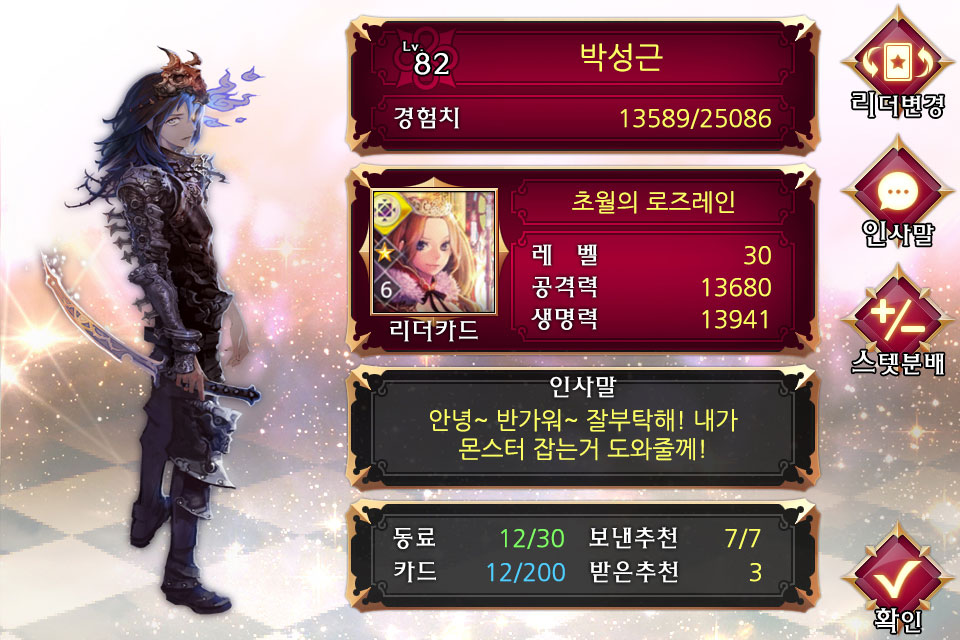 Lv. 82 박성근
경험치 13589/25086
초월의 로즈레인
레 벨 30
공격력 13680
생명력 13941
6
리더카드
인사말
안녕~ 반가워~ 잘부탁해! 내가
몬스터 잡는거 도와줄께!
동료 12/30 보낸추천 7/7
카드 12/200 받은추천 3
리더변경
인사말
+/-
스텟분배
확인